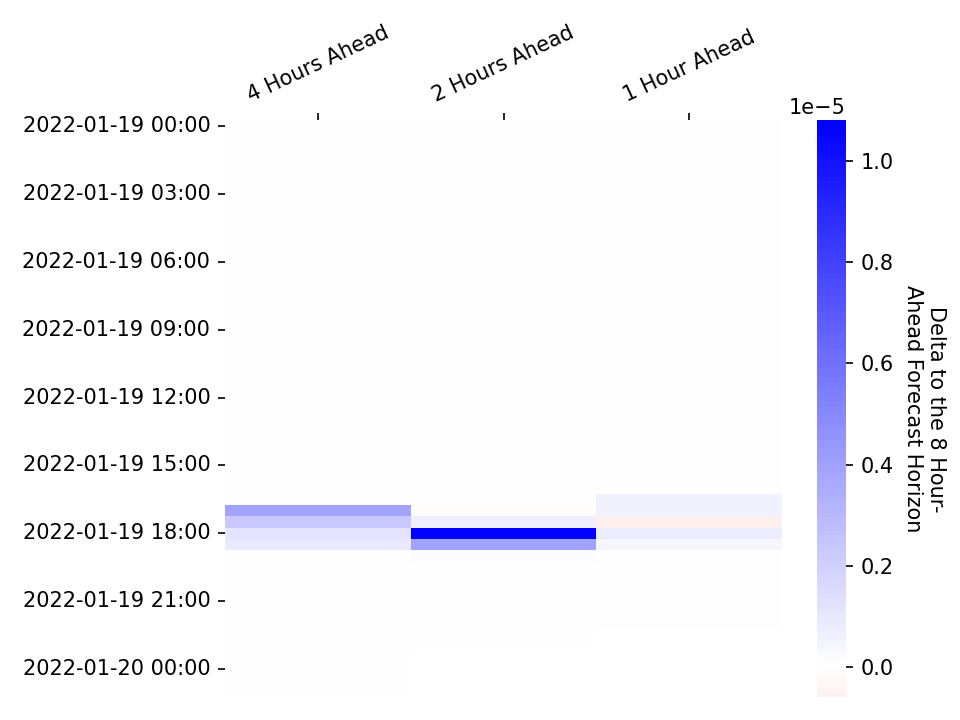 4 Hours Ahead
2 Hours Ahead
1 Hour Ahead
1e−5
2022-01-19 00:00
2022-01-19 03:00
2022-01-19 06:00
2022-01-19 09:00
2022-01-19 12:00
2022-01-19 15:00
2022-01-19 18:00
2022-01-19 21:00
2022-01-20 00:00
1.0
0.8
0.6
0.4
0.2
0.0
Delta to the 8 Hour-
Ahead Forecast Horizon